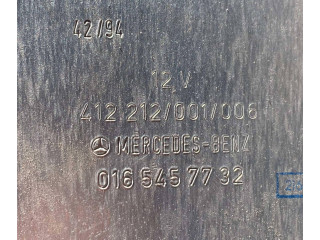 42/94
12 V
412.212/001/006
MERCEDES-BENZ
016 545 77 32